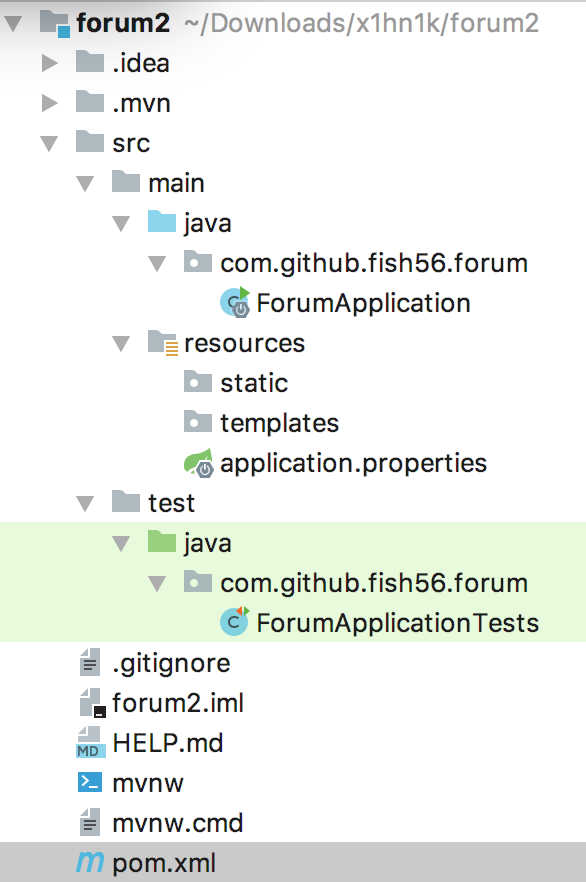 forum2 ~/Downloads/x1hn1k/forum2
.idea
.mvn
src
main
java
com.github.fish56.forum
C ForumApplication
resources
static
templates
application.properties
test
java
com.github.fish56.forum
C ForumApplicationTests
.gitignore
forum2.iml
MD HELP.md
mvnw
mvnw.cmd
m pom.xml